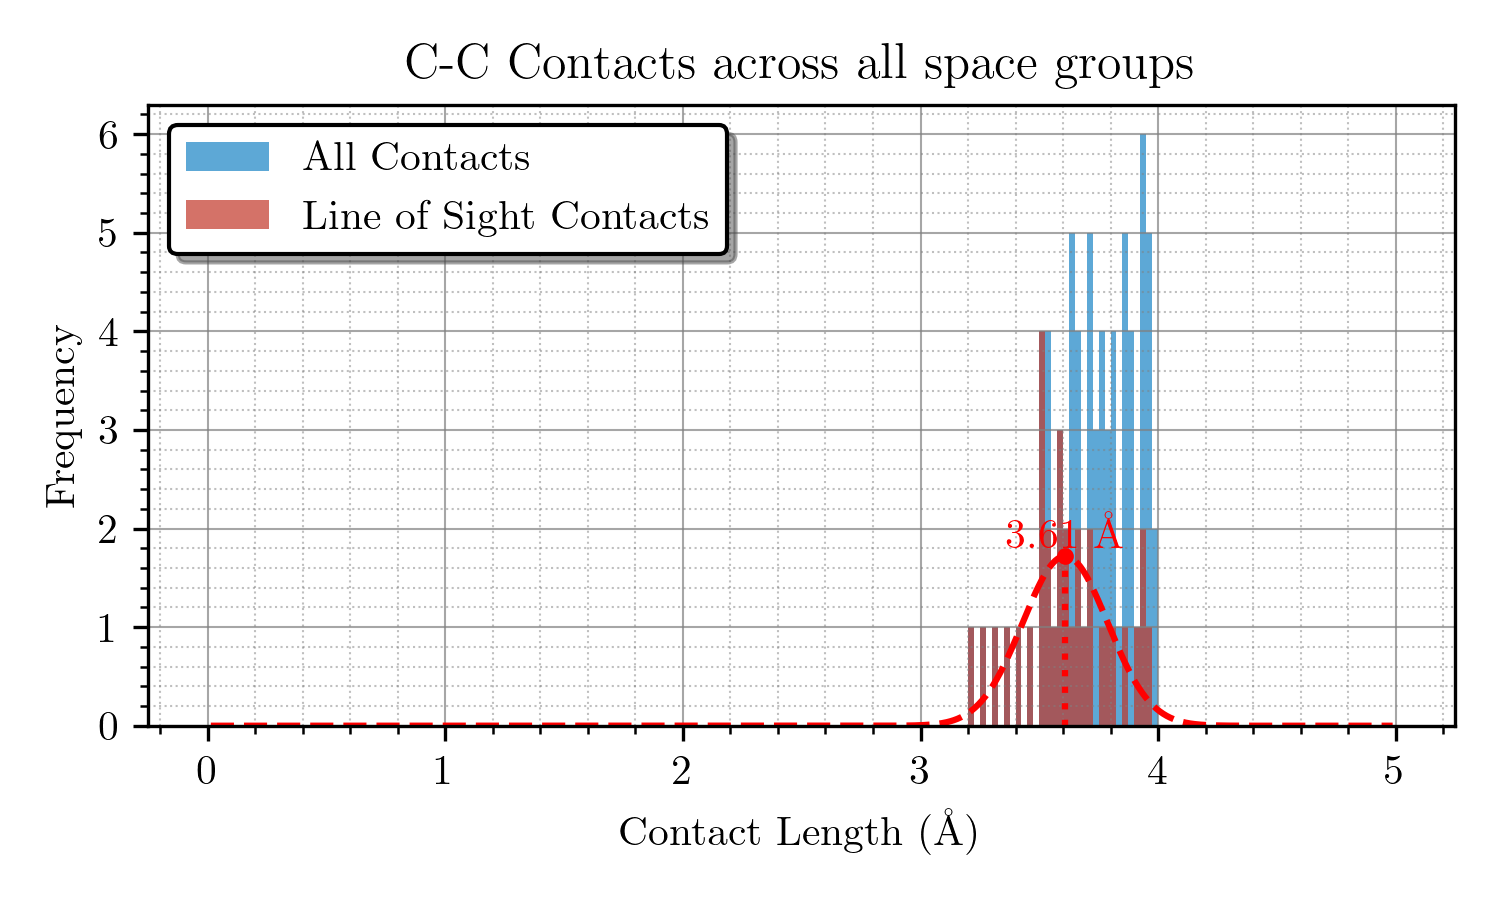 C-C Contacts across all space groups
All Contacts
Line of Sight Contacts
Frequency
6
5
4
3
2
1
0
3.61 Å
0 1 2 3 4 5
Contact Length (Å)